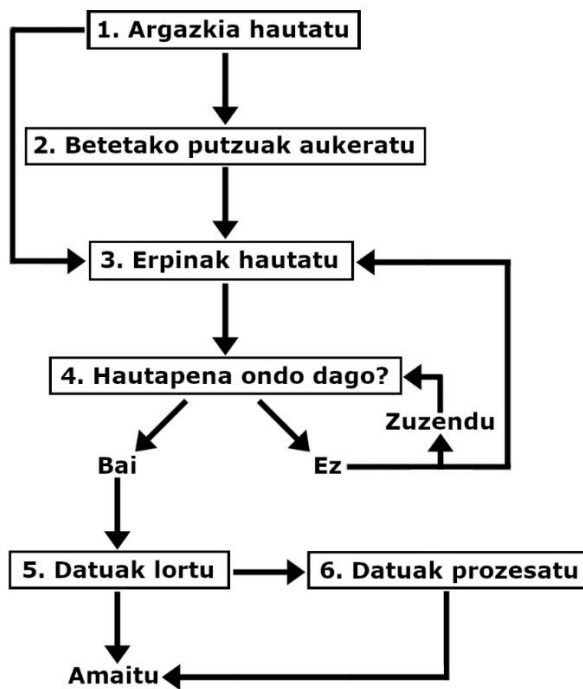 1. Argazkia hautatu
2. Betetako putzuak aukeratu
3. Erpinak hautatu
4. Hautapena ondo dago?
Zuzendu
Bai
Ez
5. Datuak lortu
6. Datuak prozesatu
Amaitu